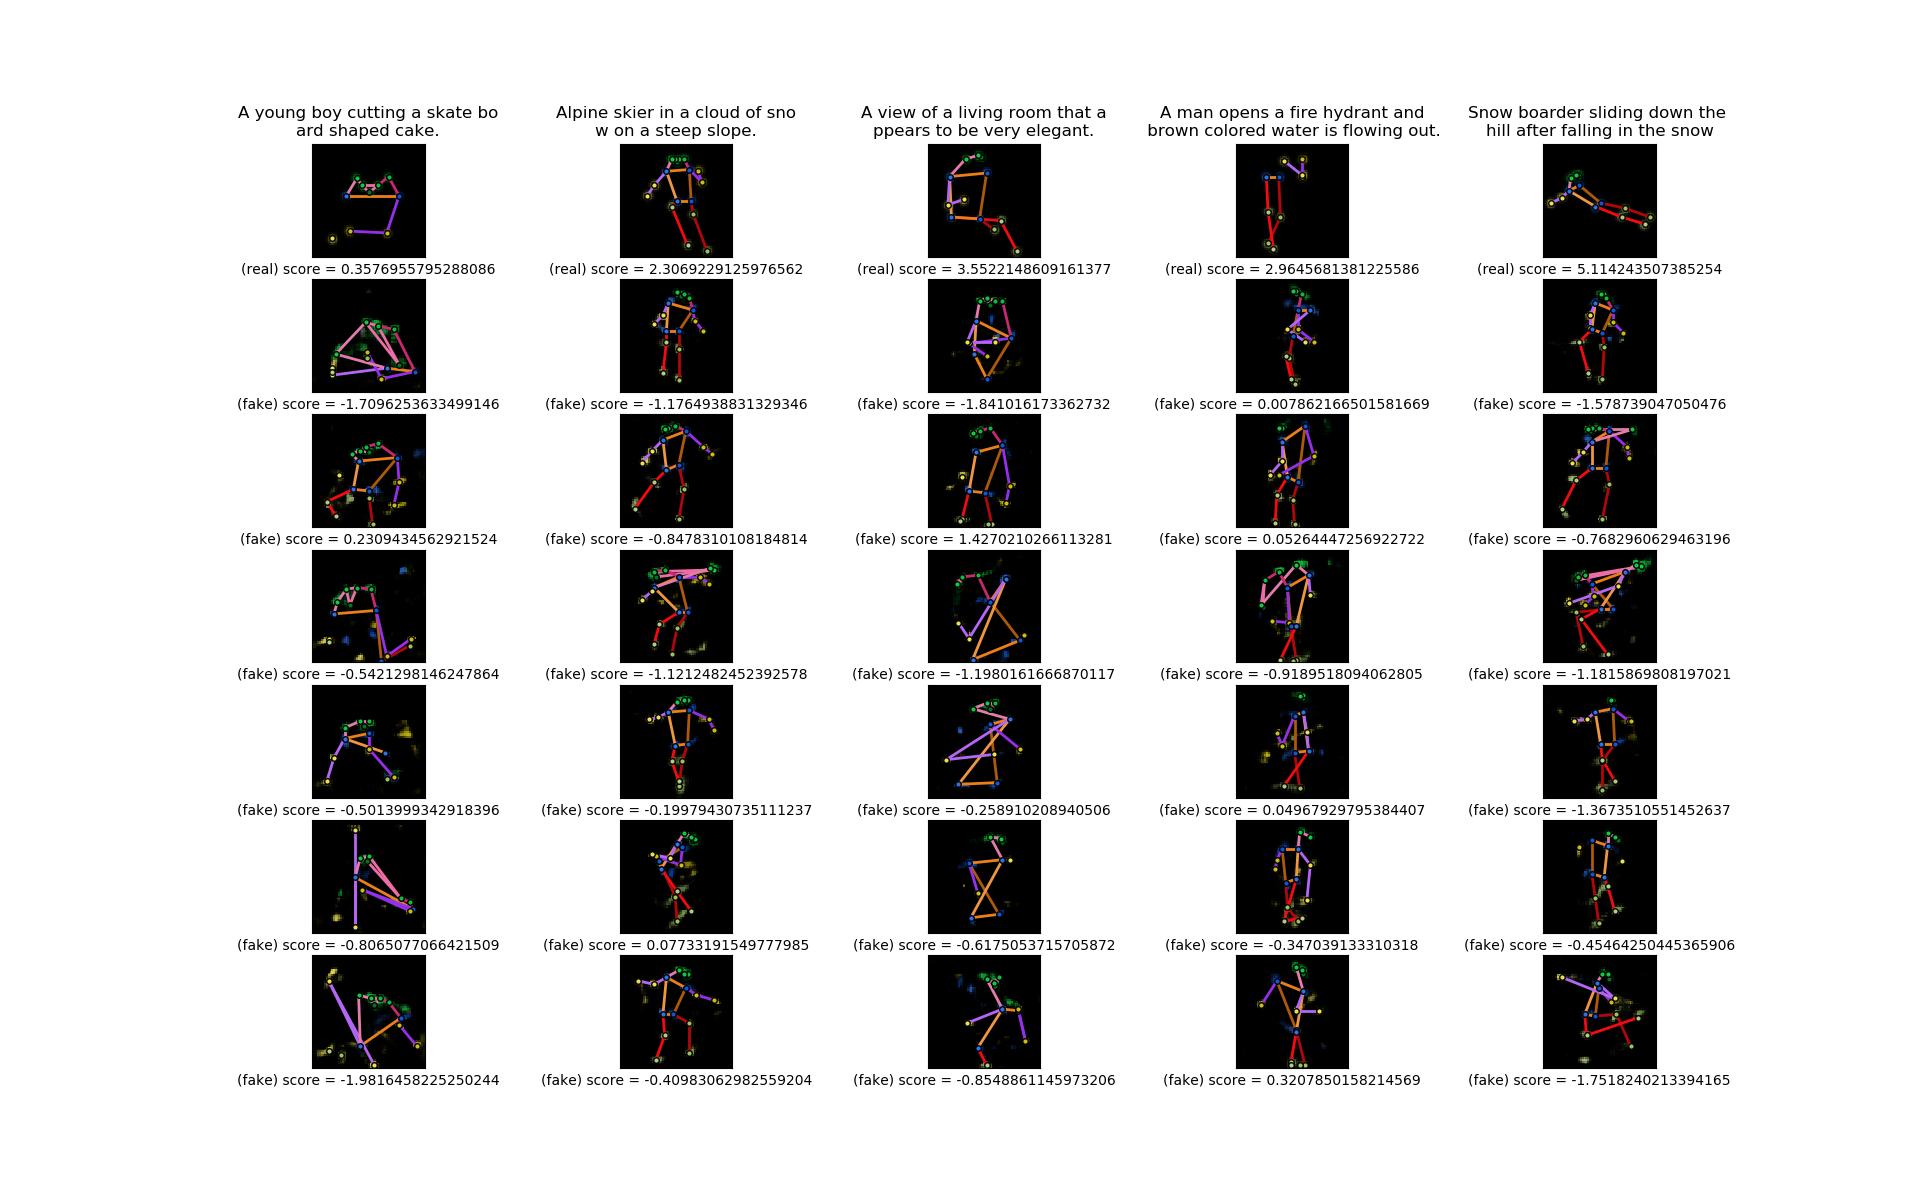 A young boy cutting a skate bo
ard shaped cake.
Alpine skier in a cloud of sno
w on a steep slope.
A view of a living room that a
ppears to be very elegant.
A man opens a fire hydrant and
brown colored water is flowing out.
Snow boarder sliding down the
hill after falling in the snow
(real) score = 0.3576955795288086
(real) score = 2.3069229125976562
(real) score = 3.5522148609161377
(real) score = 2.9645681381225586
(real) score = 5.114243507385254
(fake) score = -1.7096253633499146
(fake) score = -1.1764938831329346
(fake) score = -1.841016173362732
(fake) score = 0.007862166501581669
(fake) score = -1.578739047050476
(fake) score = 0.2309434562921524
(fake) score = -0.8478310108184814
(fake) score = 1.4270210266113281
(fake) score = 0.05264447256922722
(fake) score = -0.7682960629463196
(fake) score = -0.5421298146247864
(fake) score = -1.1212482452392578
(fake) score = -1.1980161666870117
(fake) score = -0.9189518094062805
(fake) score = -1.1815869808197021
(fake) score = -0.5013999342918396
(fake) score = -0.19979430735111237
(fake) score = -0.258910208940506
(fake) score = 0.04967929795384407
(fake) score = -1.3673510551452637
(fake) score = -0.8065077066421509
(fake) score = 0.07733191549777985
(fake) score = -0.6175053715705872
(fake) score = -0.347039133310318
(fake) score = -0.45464250445365906
(fake) score = -1.9816458225250244
(fake) score = -0.40983062982559204
(fake) score = -0.8548861145973206
(fake) score = 0.3207850158214569
(fake) score = -1.7518240213394165